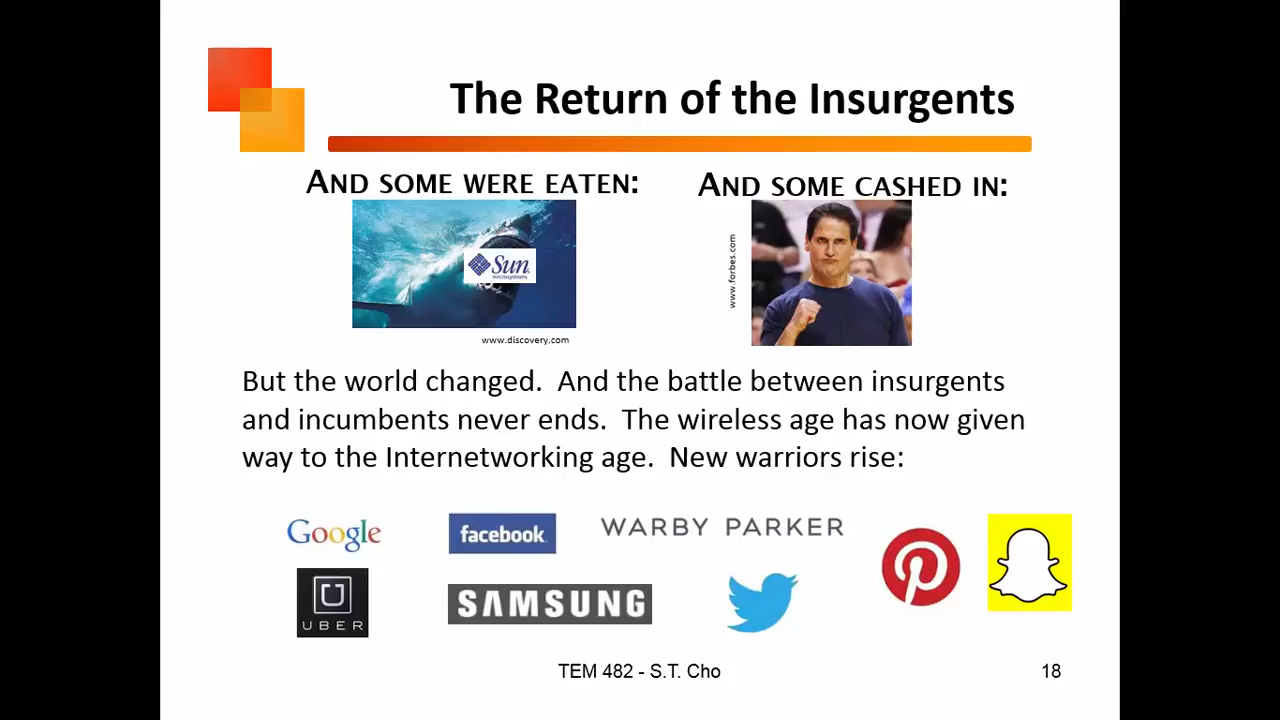 The Return of the Insurgents
AND SOME WERE EATEN:
AND SOME CASHED IN:
Sun
microsystems
www.forbes.com
www.discovery.com
But the world changed.  And the battle between insurgents
and incumbents never ends.  The wireless age has now given
way to the Internetworking age.  New warriors rise:
Google
facebook
WARBY PARKER
UBER
SAMSUNG
TEM 482 - S.T. Cho
18